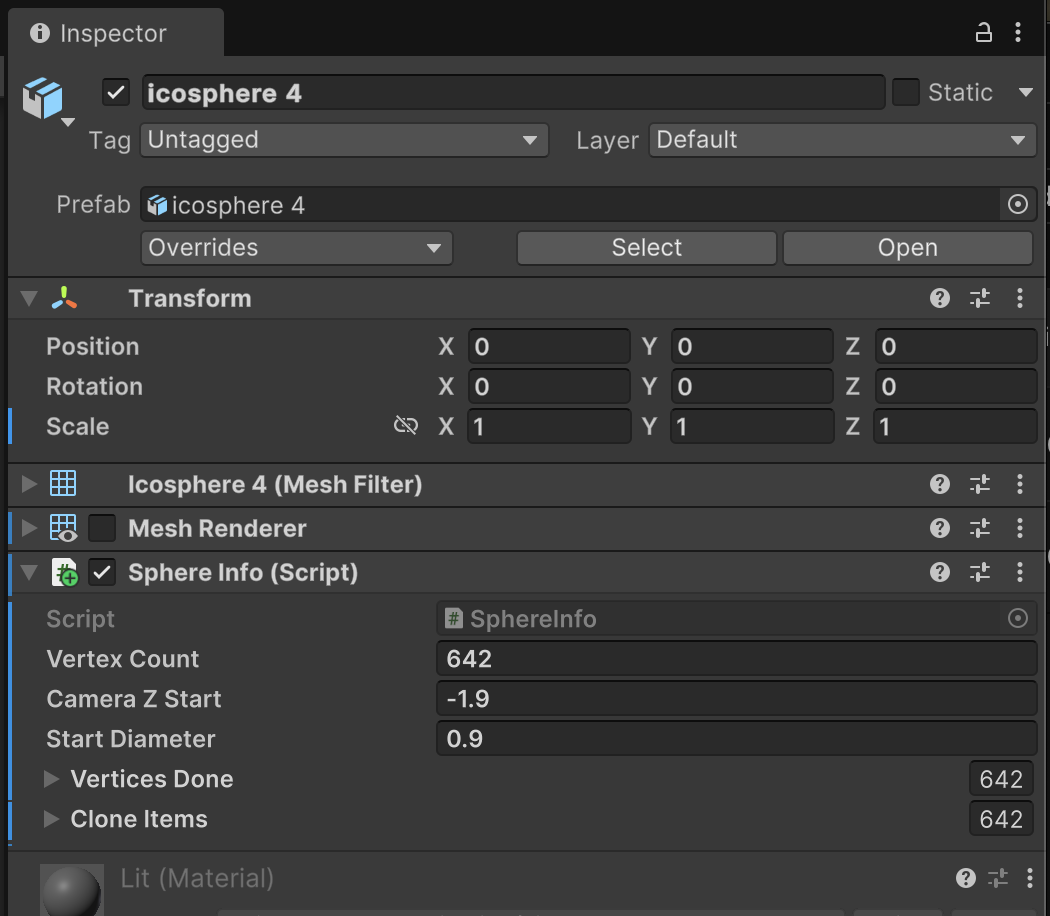 Inspector
icosphere 4 Static
Tag Untagged Layer Default
Prefab icosphere 4
Overrides Select Open
Transform
Position X 0 Y 0 Z 0
Rotation X 0 Y 0 Z 0
Scale X 1 Y 1 Z 1
Icosphere 4 (Mesh Filter)
Mesh Renderer
# Sphere Info (Script)
Script # SphereInfo
Vertex Count 642
Camera Z Start -1.9
Start Diameter 0.9
Vertices Done 642
Clone Items 642
Lit (Material)